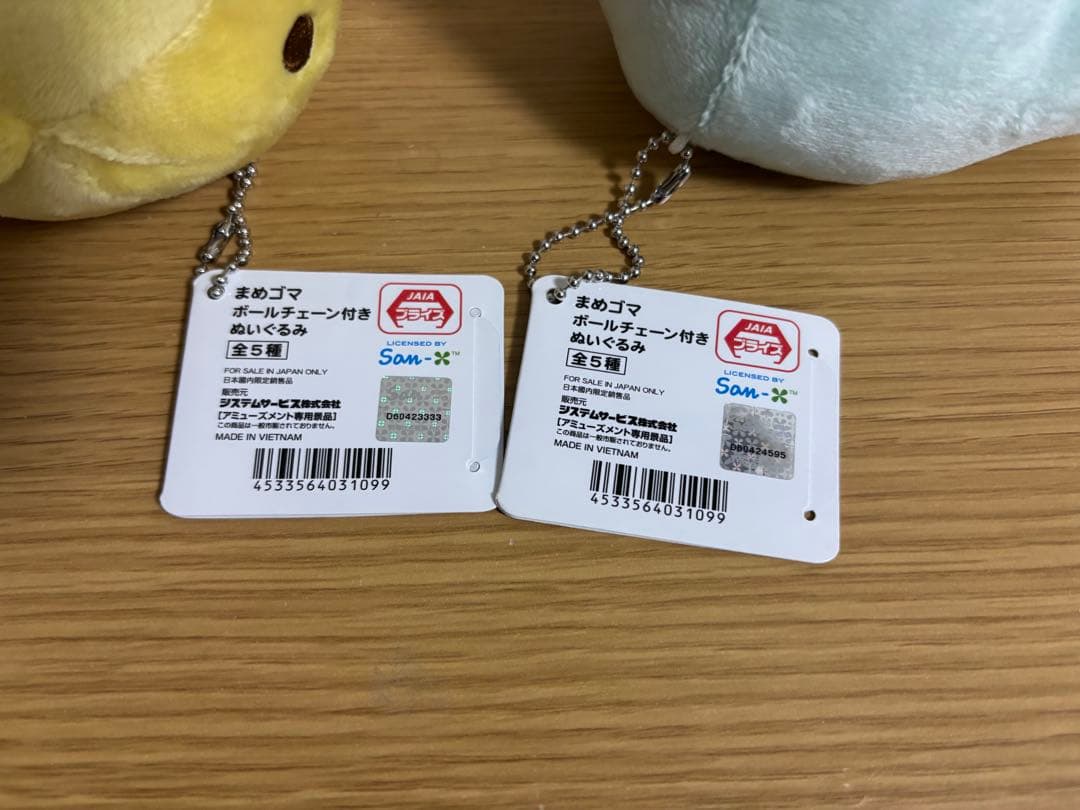 まめゴマ
ボールチェーン付き
ぬいぐるみ
全5種
JAIA
プライズ
LICENSED BY
San-X™
FOR SALE IN JAPAN ONLY
日本國内限定銷售品
販売元
システムサービス株式会社
[アミューズメント専用景品]
この商品は一般市販されておりません。
MADE IN VIETNAM
D60423333
4533564031099
まめゴマ
ボールチェーン付き
ぬいぐるみ
全5種
JAIA
プライズ
LICENSED BY
San-X™
FOR SALE IN JAPAN ONLY
日本國内限定銷售品
販売元
システムサービス株式会社
[アミューズメント専用景品]
この商品は一般市販されておりません。
MADE IN VIETNAM
D60424595
4533564031099